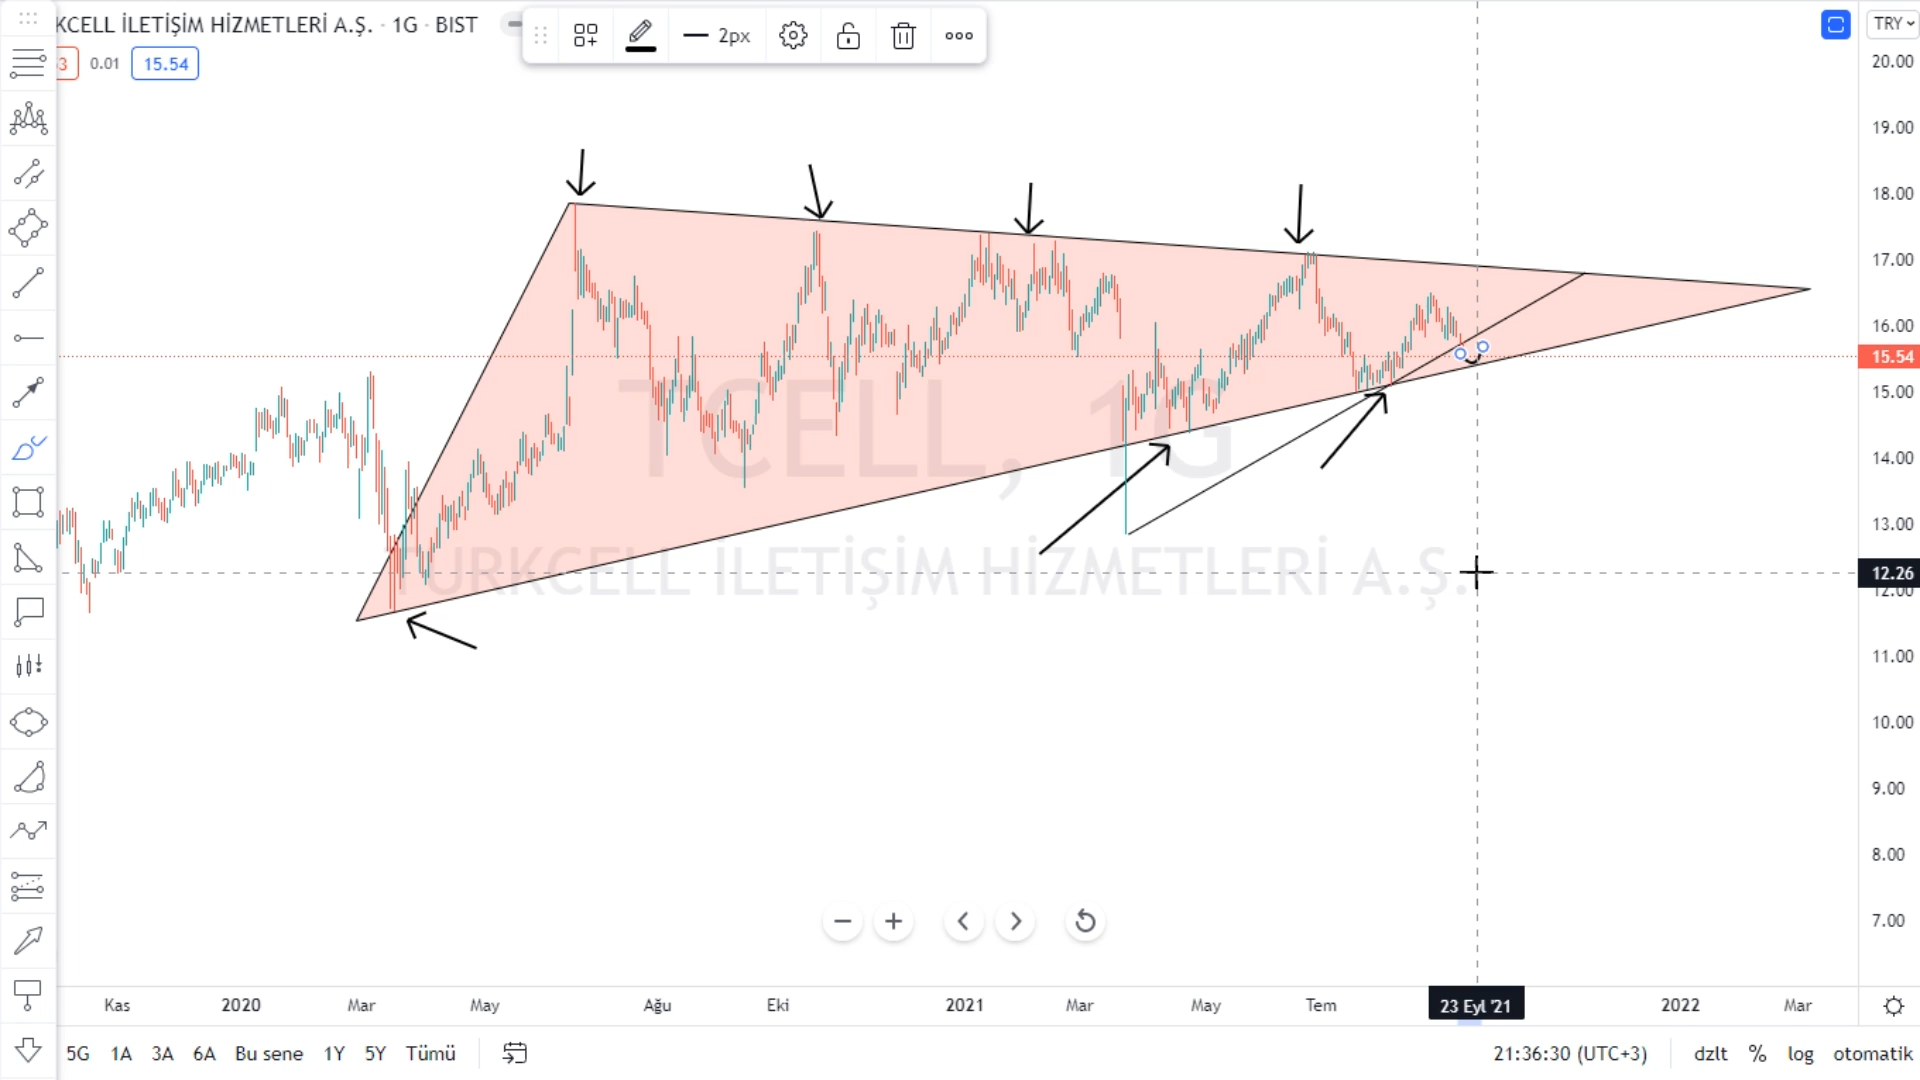 KCELL İLETİŞİM HİZMETLERİ A.Ş. · 1G · BIST
2px
TRY
3 0.01 15.54
20.00
19.00
18.00
17.00
16.00
15.54
15.00
14.00
13.00
12.26
12.00
11.00
10.00
9.00
8.00
7.00
TCELL, 1G
TURKCELL İLETİŞİM HİZMETLERİ A.Ş.
Kas 2020 Mar May Ağu Eki 2021 Mar May Tem 23 Eyl '21 2022 Mar
5G 1A 3A 6A Bu sene 1Y 5Y Tümü 21:36:30 (UTC+3) dzlt % log otomatik